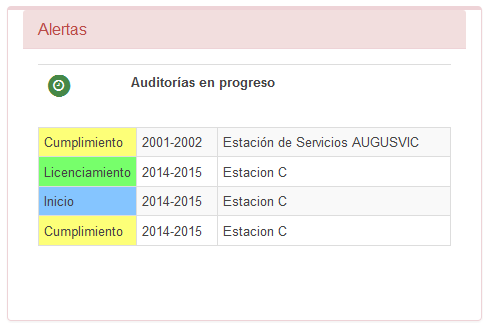 Alertas
Auditorías en progreso
Cumplimiento 2001-2002 Estación de Servicios AUGUSVIC
Licenciamiento 2014-2015 Estacion C
Inicio 2014-2015 Estacion C
Cumplimiento 2014-2015 Estacion C